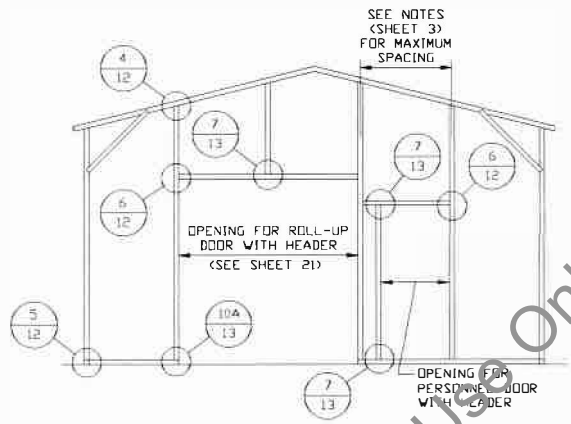 SEE NOTES
(SHEET 3)
FOR MAXIMUM
SPACING
4
12
7
13
7
13
6
12
6
12
OPENING FOR ROLL-UP
DOOR WITH HEADER
(SEE SHEET 21)
5
12
10A
13
7
13
OPENING FOR
PERSONNEL DOOR
WITH HEADER
Use Onl